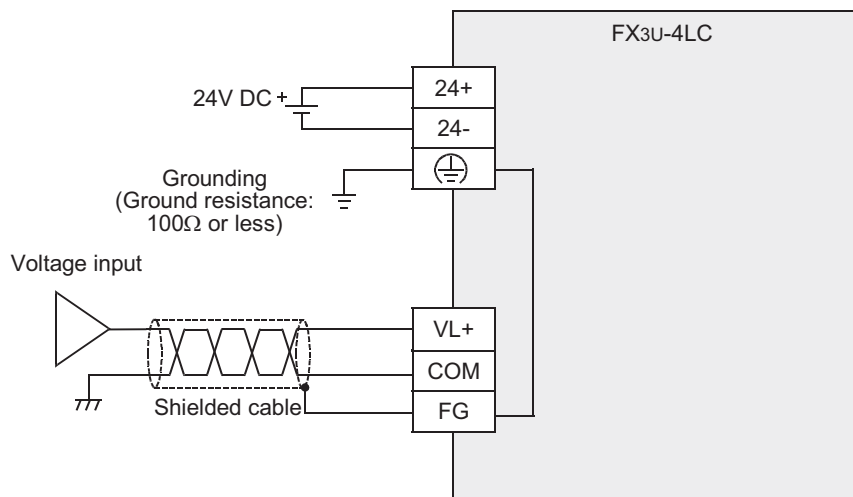 FX3U-4LC
24V DC +
24+
24-
Grounding
(Ground resistance:
100Ω or less)
Voltage input
VL+
COM
FG
Shielded cable